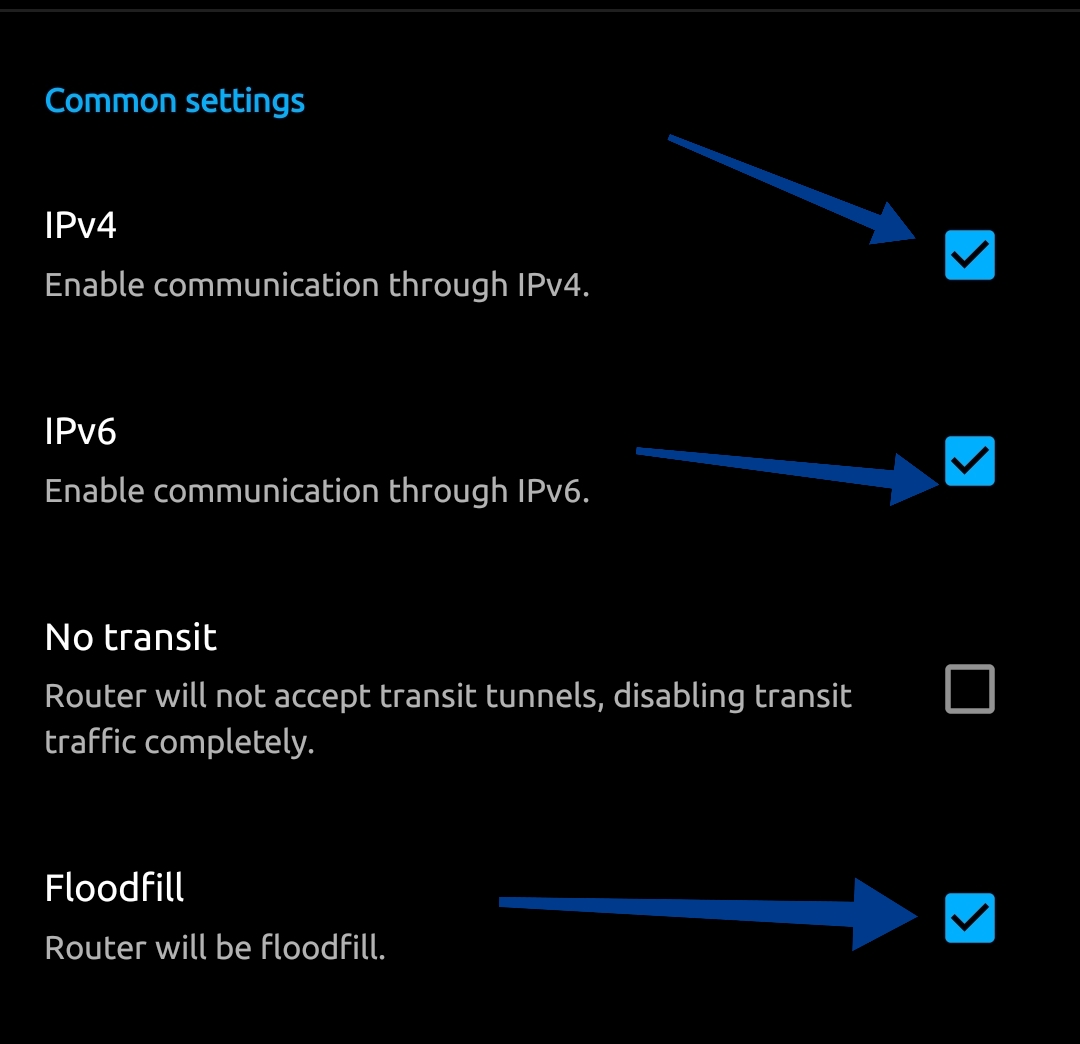 Common settings
IPv4
Enable communication through IPv4.
IPv6
Enable communication through IPv6.
No transit
Router will not accept transit tunnels, disabling transit
traffic completely.
Floodfill
Router will be floodfill.